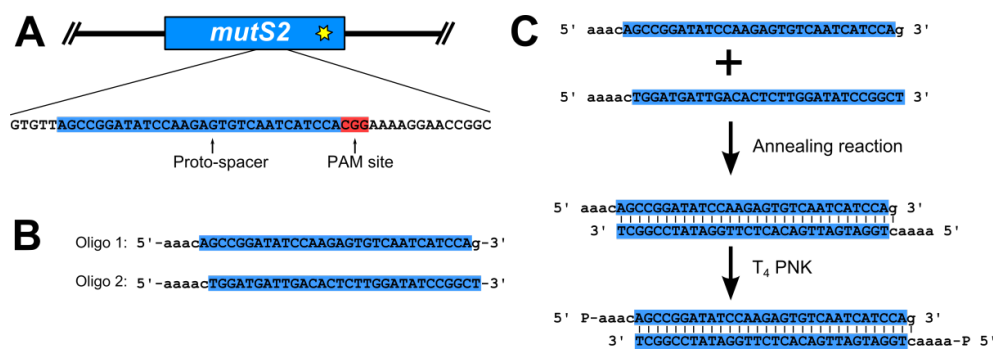 A
mutS2
GTGTTAGCCGGATATCCAAGAGTGTCAATCATCCACGGAAAAGGAACCGGC
Proto-spacer
PAM site
B
Oligo 1: 5'-aaacAGCCGGATATCCAAGAGTGTCAATCATCCAg-3'
Oligo 2: 5'-aaaacTGGATGATTGACACTCTTGGATATCCGGCT-3'
C
5' aaacAGCCGGATATCCAAGAGTGTCAATCATCCAg 3'
+
5' aaaacTGGATGATTGACACTCTTGGATATCCGGCT 3'
Annealing reaction
5' aaacAGCCGGATATCCAAGAGTGTCAATCATCCAg 3'
3' TCGGCCTATAGGTTCTCACAGTTAGTAGGTcaaaa 5'
T4 PNK
5' P-aaacAGCCGGATATCCAAGAGTGTCAATCATCCAg 3'
3' TCGGCCTATAGGTTCTCACAGTTAGTAGGTcaaaa-P 5'